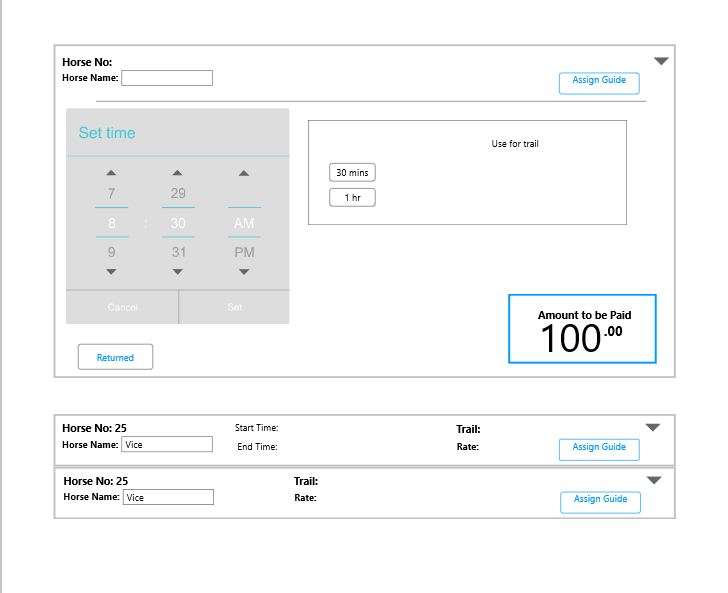 Horse No:
Horse Name:
Assign Guide
Set time
7 29
8 : 30 AM
9 31 PM
Cancel Set
Use for trail
30 mins
1 hr
Amount to be Paid
100.00
Returned
Horse No: 25 Start Time: Trail:
Horse Name: Vice End Time: Rate: Assign Guide
Horse No: 25 Trail:
Horse Name: Vice Rate: Assign Guide